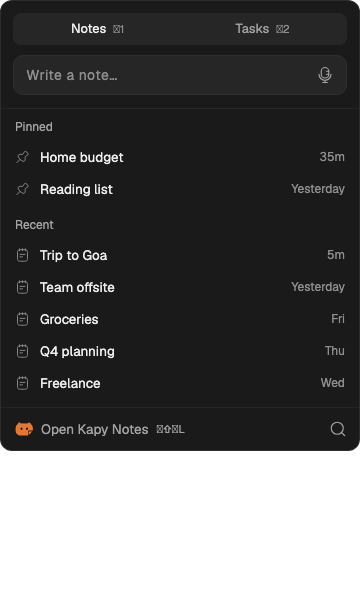 Notes 1
Tasks 2
Write a note...
Pinned
Home budget 35m
Reading list Yesterday
Recent
Trip to Goa 5m
Team offsite Yesterday
Groceries Fri
Q4 planning Thu
Freelance Wed
Open Kapy Notes ⇧L